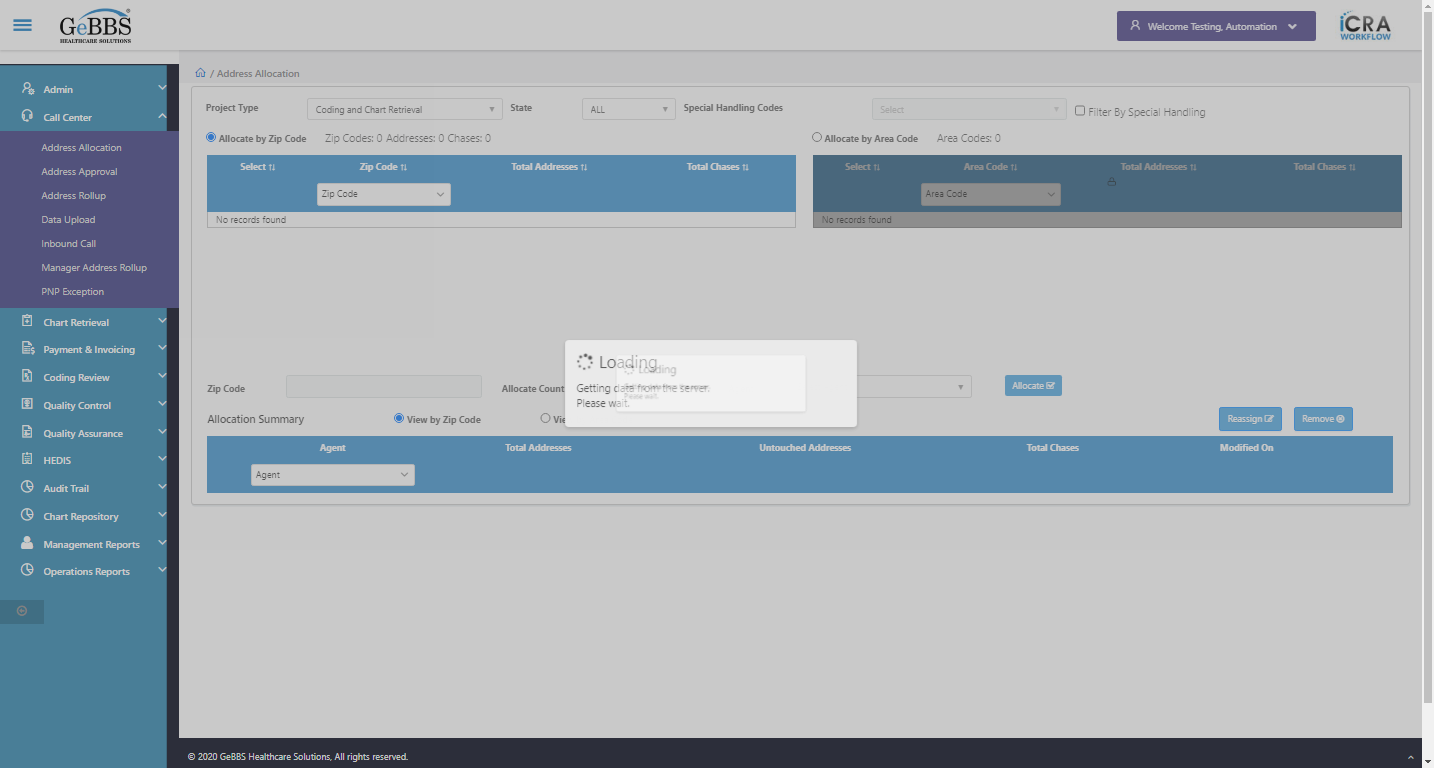 GeBBS®
HEALTHCARE SOLUTIONS
Welcome Testing, Automation
iCRA
WORKFLOW
/ Address Allocation
Admin
Call Center
Address Allocation
Address Approval
Address Rollup
Data Upload
Inbound Call
Manager Address Rollup
PNP Exception
Chart Retrieval
Payment & Invoicing
Coding Review
Quality Control
Quality Assurance
HEDIS
Audit Trail
Chart Repository
Management Reports
Operations Reports
Project Type Coding and Chart Retrieval State ALL Special Handling Codes Select Filter By Special Handling
Allocate by Zip Code Zip Codes: 0 Addresses: 0 Chases: 0 Allocate by Area Code Area Codes: 0
Select Zip Code Total Addresses Total Chases Select Area Code Total Addresses Total Chases
Zip Code Area Code
No records found No records found
Loading
Loading
Getting data from the server.
Please wait.
Please wait.
Zip Code Allocate Count Allocate
Allocation Summary View by Zip Code Reassign Remove
Agent Total Addresses Untouched Addresses Total Chases Modified On
Agent
© 2020 GeBBS Healthcare Solutions, All rights reserved.